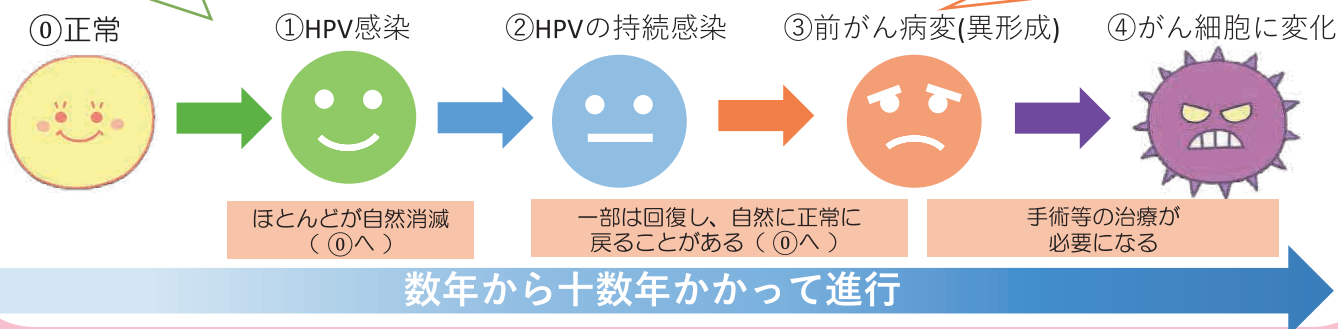 ⓪正常
①HPV感染
②HPVの持続感染
③前がん病変(異形成)
④がん細胞に変化
ほとんどが自然消滅
（ ⓪へ ）
一部は回復し、自然に正常に
戻ることがある（ ⓪へ ）
手術等の治療が
必要になる
数年から十数年かかって進行